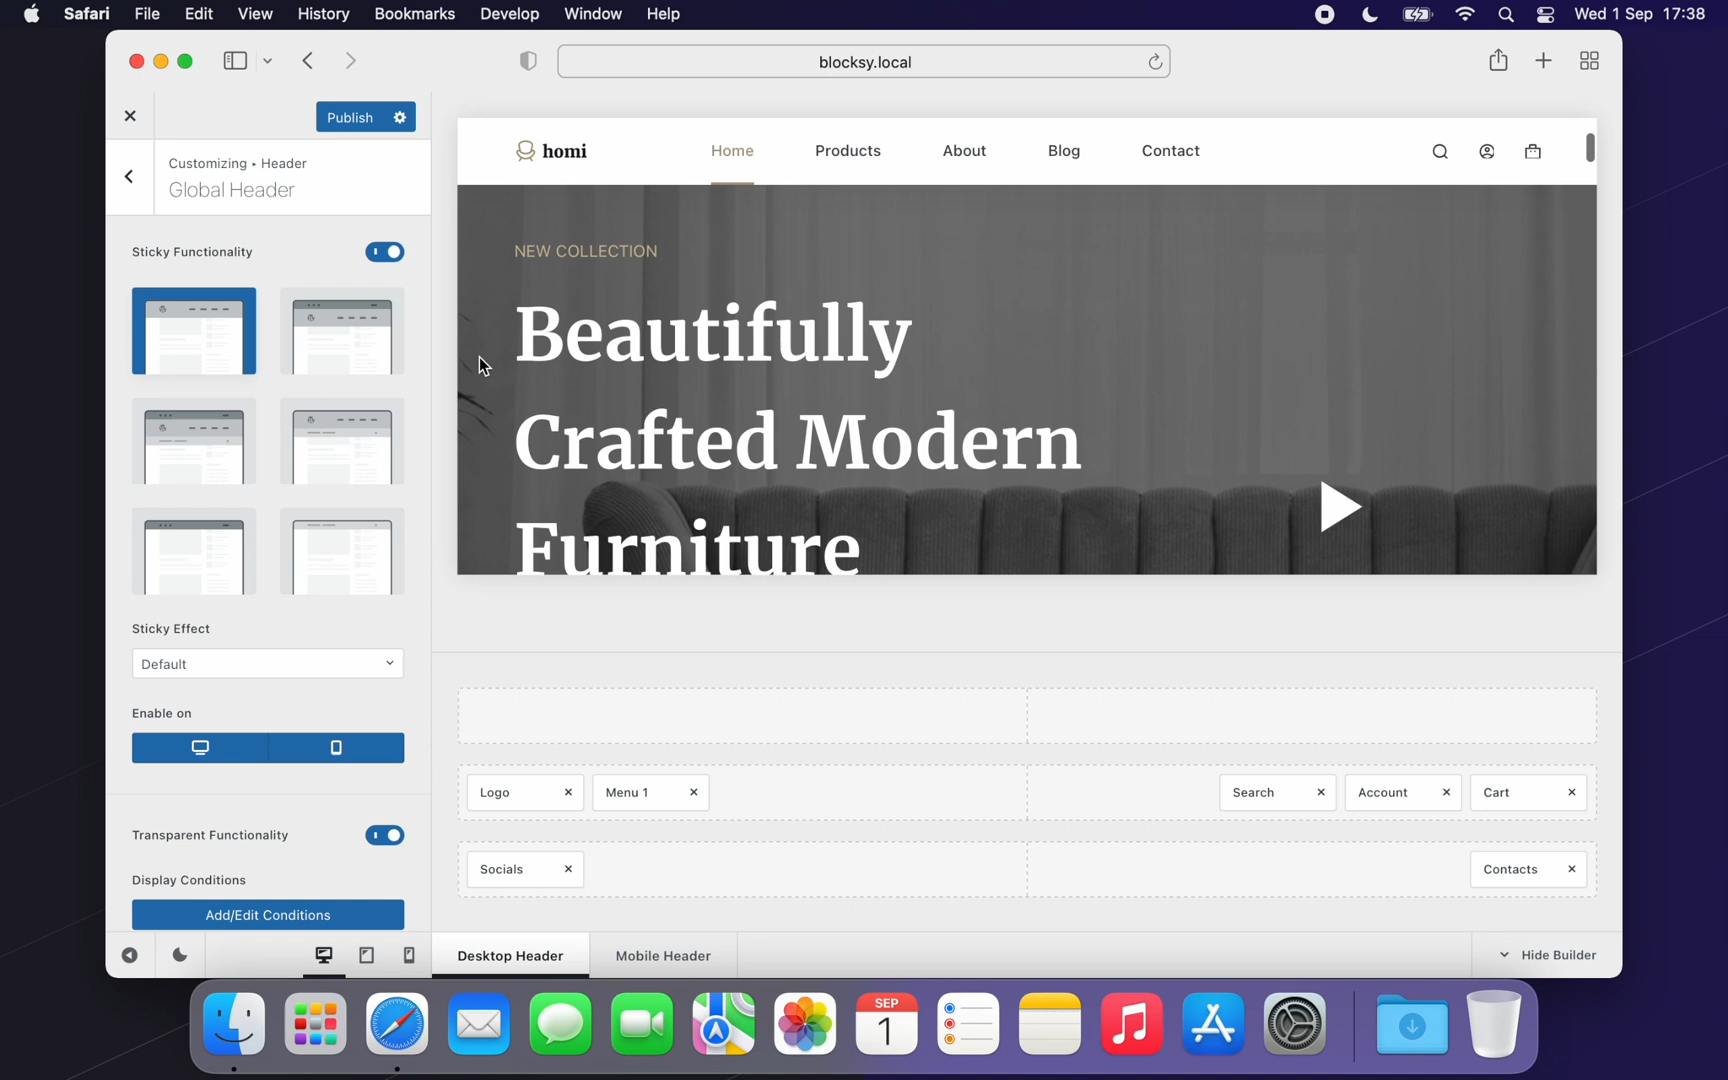 Safari File Edit View History Bookmarks Develop Window Help Wed 1 Sep 17:38
blocksy.local
Publish
Customizing ▸ Header
Global Header
Sticky Functionality
Sticky Effect
Default
Enable on
Transparent Functionality
Display Conditions
Add/Edit Conditions
homi Home Products About Blog Contact
NEW COLLECTION
Beautifully
Crafted Modern
Furniture
Logo Menu 1 Search Account Cart
Socials Contacts
Desktop Header Mobile Header Hide Builder
SEP
1